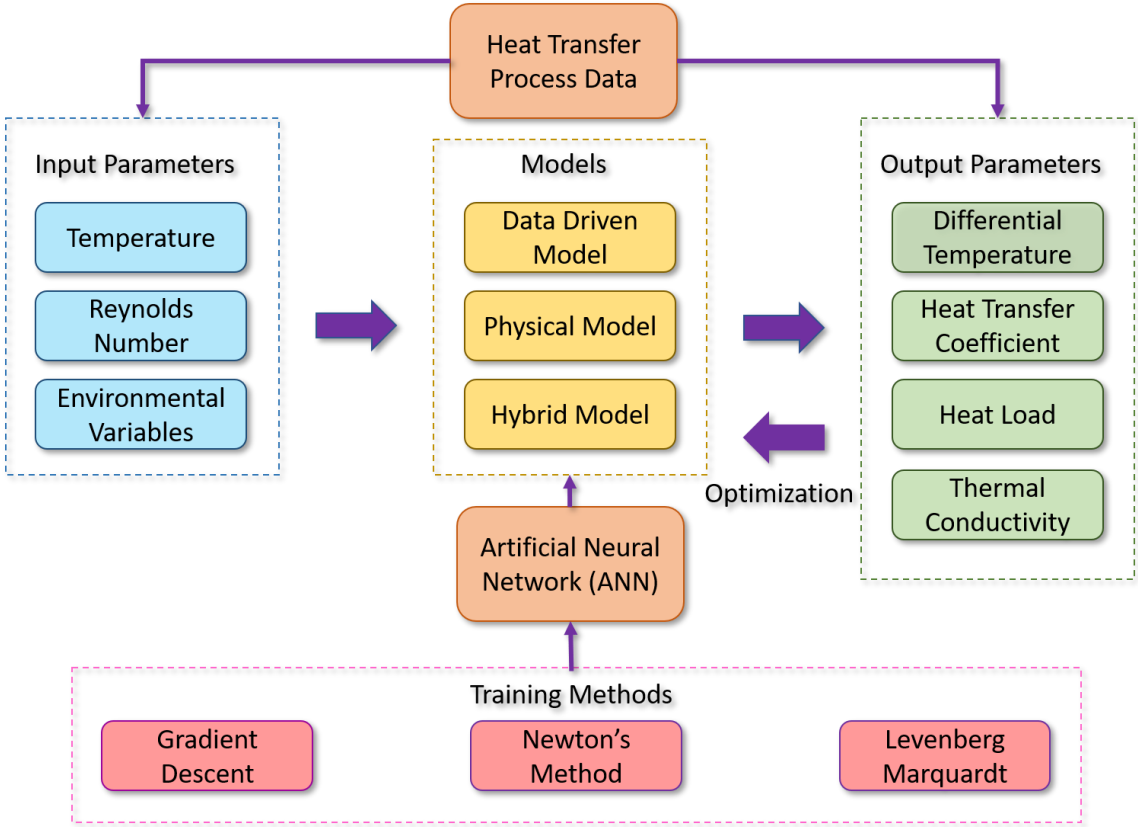 Heat Transfer
Process Data
Input Parameters
Temperature
Reynolds
Number
Environmental
Variables
Models
Data Driven
Model
Physical Model
Hybrid Model
Output Parameters
Differential
Temperature
Heat Transfer
Coefficient
Heat Load
Thermal
Conductivity
Optimization
Artificial Neural
Network (ANN)
Training Methods
Gradient
Descent
Newton’s
Method
Levenberg
Marquardt